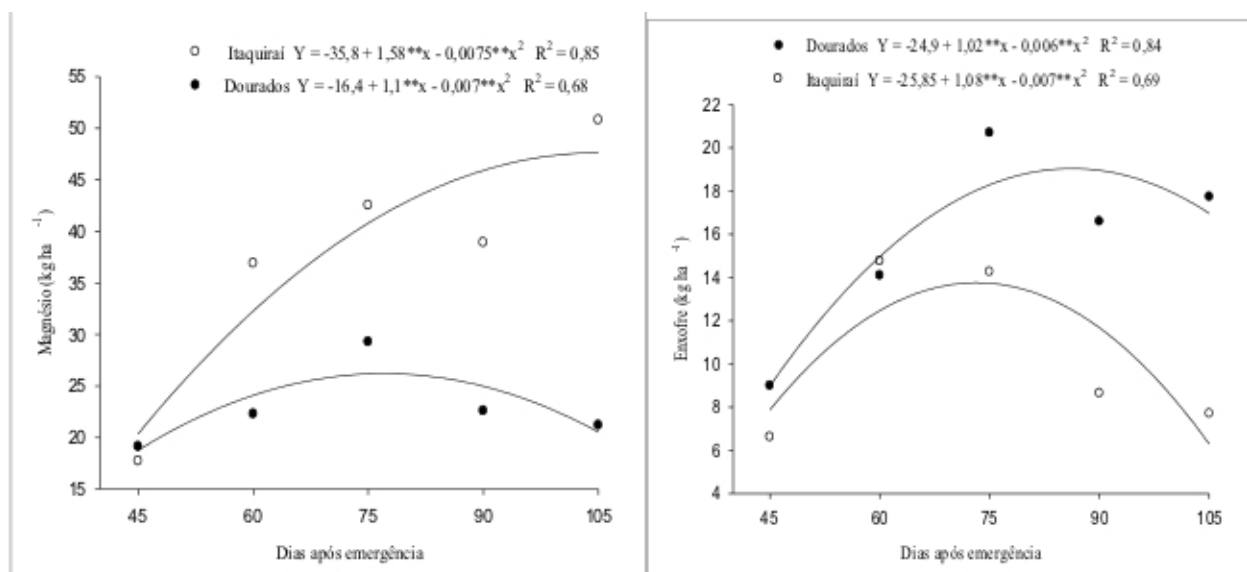 Itaquiraí Y = -35,8 + 1,58**x - 0,0075**x² R² = 0,85
Dourados Y = -16,4 + 1,1**x - 0,007**x² R² = 0,68
55
50
45
40
35
30
25
20
15
Magnésio (kg ha ⁻¹)
45 60 75 90 105
Dias após emergência
Dourados Y = -24,9 + 1,02**x - 0,006**x² R² = 0,84
Itaquiraí Y = -25,85 + 1,08**x - 0,007**x² R² = 0,69
22
20
18
16
14
12
10
8
6
4
Enxofre (kg ha ⁻¹)
45 60 75 90 105
Dias após emergência